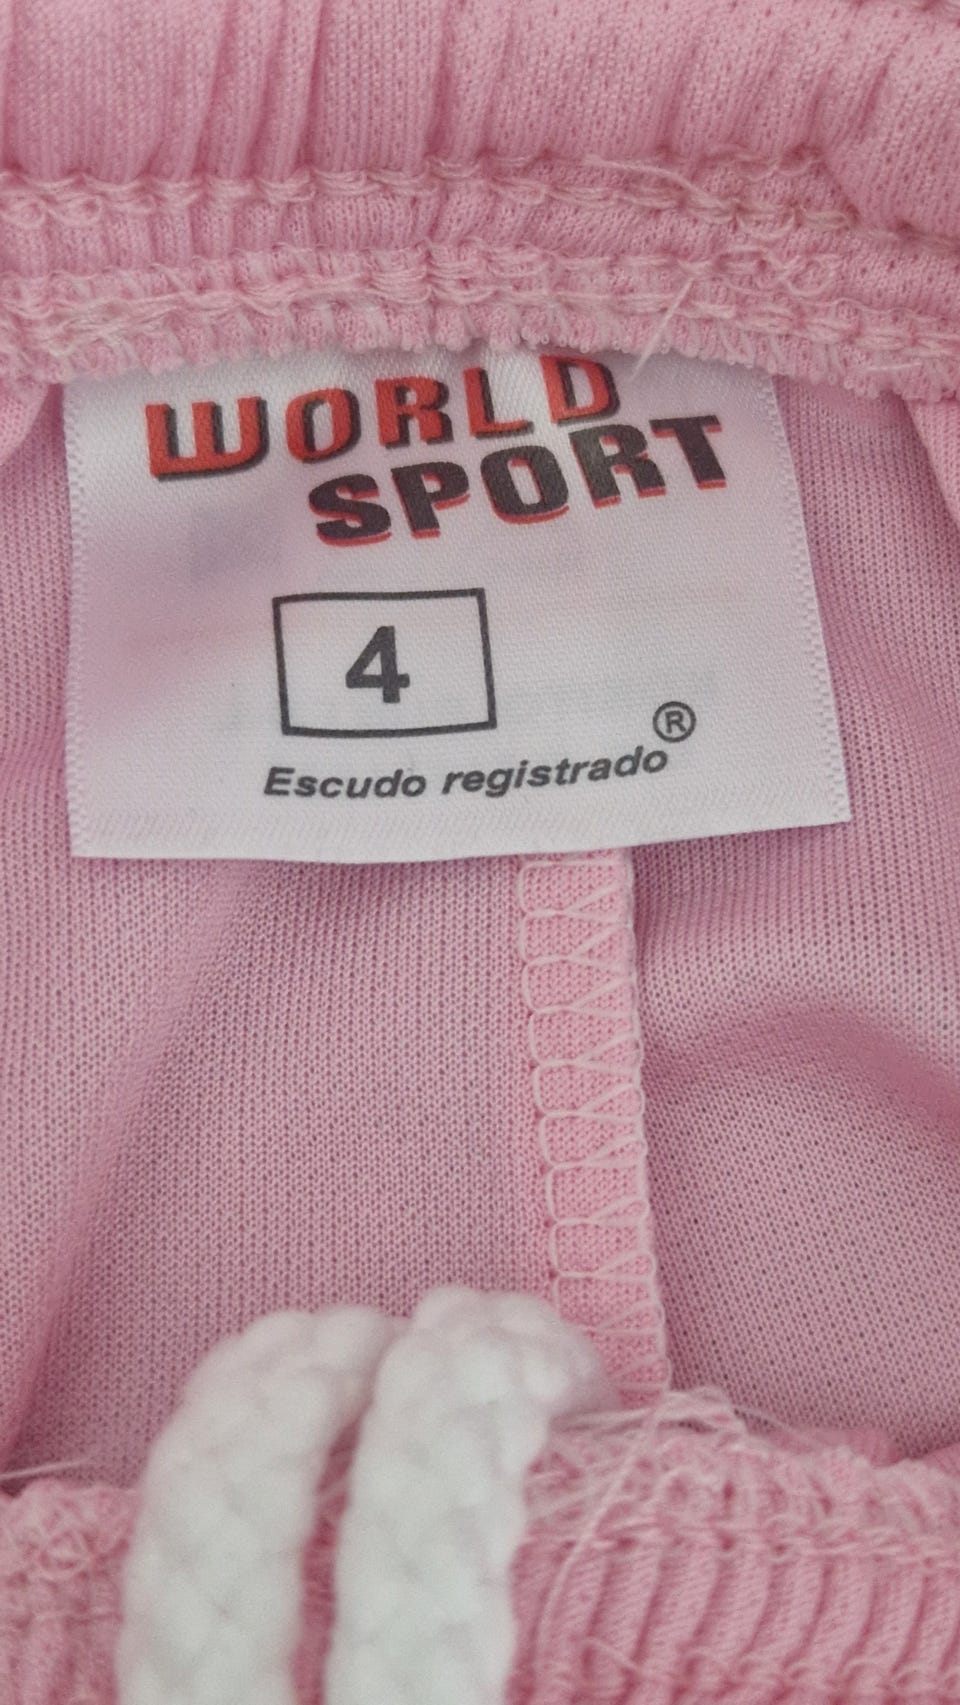 WORLD
SPORT
4
Escudo registrado ®